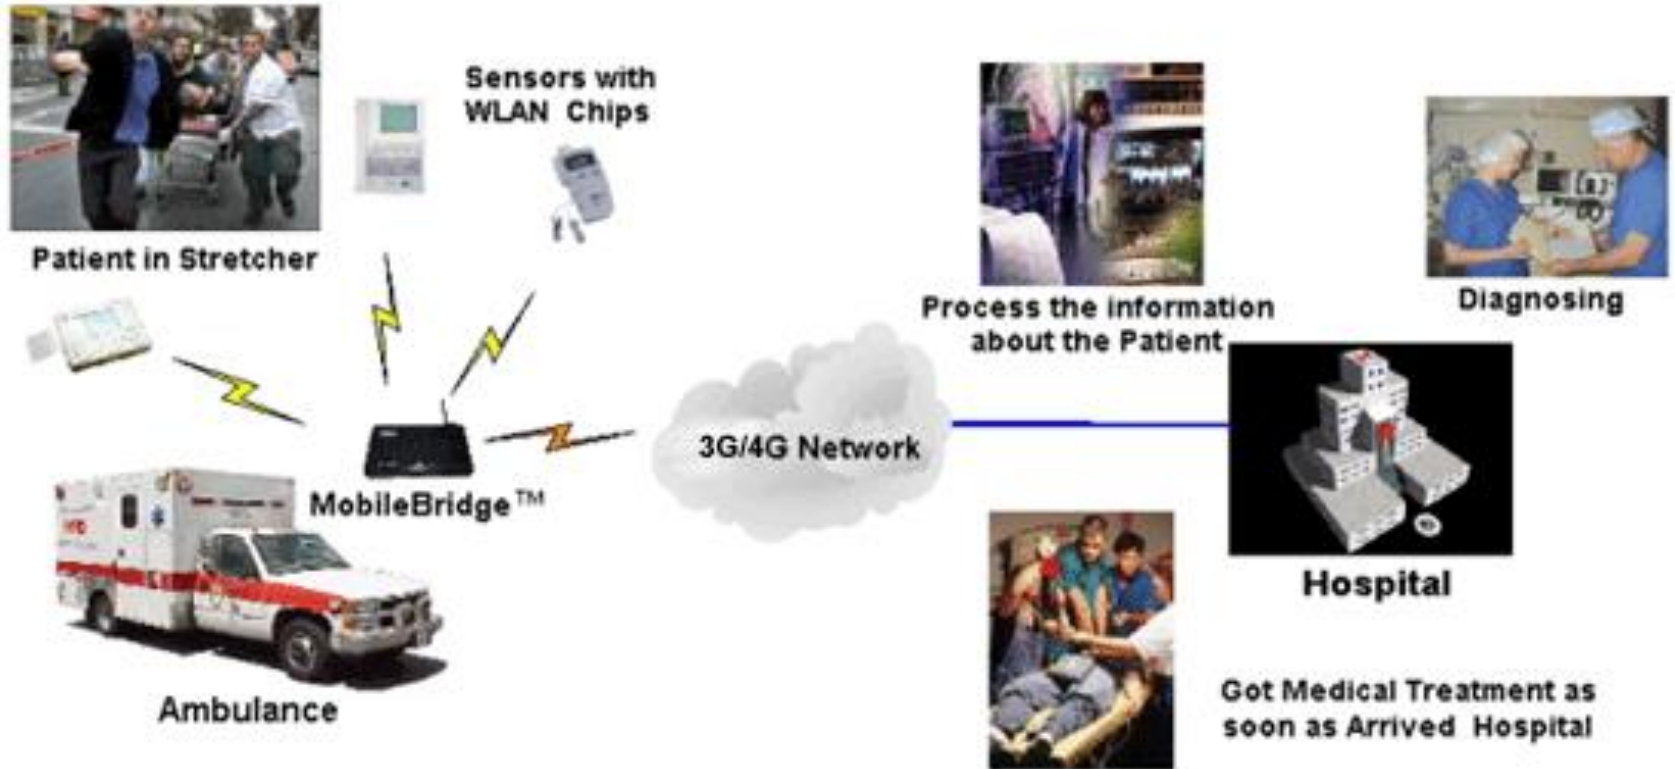 Sensors with
WLAN Chips
Patient in Stretcher
Process the information
about the Patient
Diagnosing
3G/4G Network
MobileBridge™
Hospital
Ambulance
Got Medical Treatment as
soon as Arrived Hospital